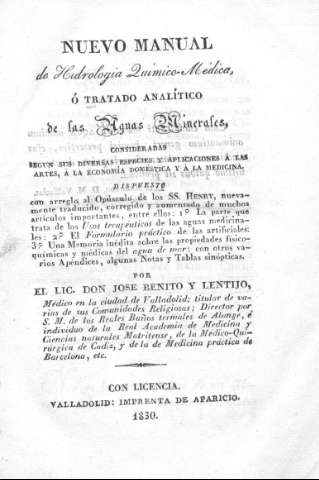 NUEVO MANUAL
de Hidrologia Químico-Médica,
ó TRATADO ANALÍTICO
de las Aguas Minerales,
CONSIDERADAS
SEGUN SUS DIVERSAS ESPECIES Y APLICACIONES Á LAS
ARTES, Á LA ECONOMÍA DOMÉSTICA Y Á LA MEDICINA.
DISPUESTO
con arreglo al Opúsculo de los SS. HENRY, nueva-
mente traducido, corregido y aumentado de muchos
artículos importantes, entre ellos: 1º La parte que
trata de los Usos terapéuticos de las aguas medicina-
les: 2º El Formulario práctico de las artificiales:
3º Una Memoria inédita sobre las propiedades físico-
químicas y médicas del agua de mar: con otros va-
rios Apéndices, algunas Notas y Tablas sinópticas.
POR
EL LIC. DON JOSE BENITO Y LENTIJO,
Médico en la ciudad de Valladolid; titular de va-
rias de sus Comunidades Religiosas; Director por
S. M. de los Reales Baños termales de Alange, é
individuo de la Real Academia de Medicina y
Ciencias naturales Matritense, de la Médico-Qui-
rúrgica de Cadiz, y de la de Medicina práctica de
Barcelona, etc.
CON LICENCIA.
VALLADOLID: IMPRENTA DE APARICIO.
1830.